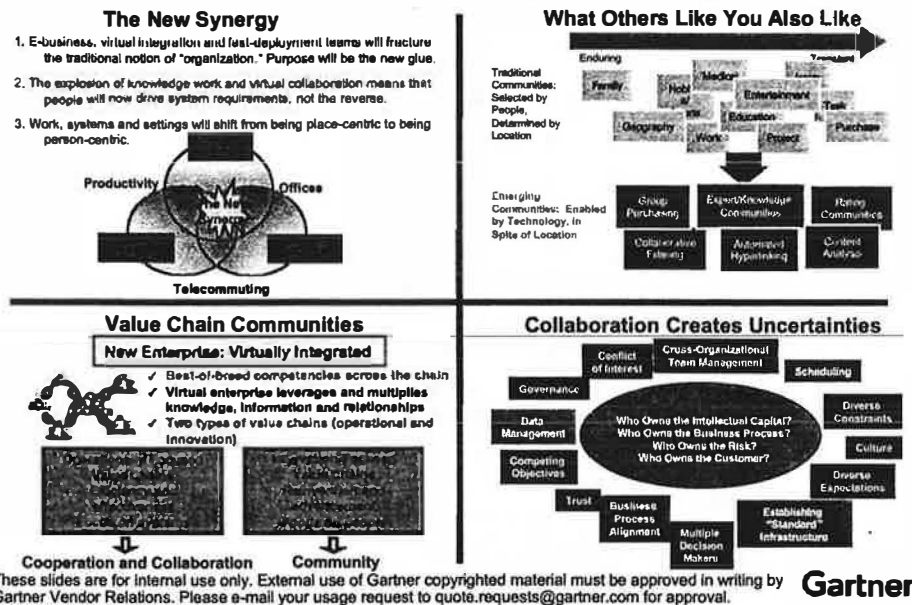 The New Synergy
1. E-business, virtual integration and fast-deployment teams will fracture
the traditional notion of "organization." Purpose will be the new glue.
2. The explosion of knowledge work and virtual collaboration means that
people will now drive system requirements, not the reverse.
3. Work, systems and settings will shift from being place-centric to being
person-centric.
Productivity
Offices
The New
Synergy
Telecommuting
What Others Like You Also Like
Enduring
Traditional
Communities:
Selected by
People,
Determined by
Location
Family
Medical
Entertainment
Geography
Work
Education
Project
Task
Purchase
Emerging
Communities: Enabled
by Technology, In
Spite of Location
Group
Purchasing
Expert/Knowledge
Communities
Rating
Communities
Collaborative
Filtering
Automated
Hyperlinking
Content
Analysis
Value Chain Communities
New Enterprise: Virtually Integrated
✓ Best-of-breed competencies across the chain
✓ Virtual enterprise leverages and multiplies
knowledge, information and relationships
✓ Two types of value chains (operational and
innovation)
Cooperation and Collaboration
Community
Collaboration Creates Uncertainties
Conflict
of Interest
Cross-Organizational
Team Management
Scheduling
Governance
Diverse
Constraints
Data
Management
Who Owns the Intellectual Capital?
Who Owns the Business Process?
Who Owns the Risk?
Who Owns the Customer?
Culture
Competing
Objectives
Diverse
Expectations
Trust
Business
Process
Alignment
Multiple
Decision
Makers
Establishing
"Standard"
Infrastructure
These slides are for internal use only. External use of Gartner copyrighted material must be approved in writing by
Gartner Vendor Relations. Please e-mail your usage request to quote.requests@gartner.com for approval.
Gartner